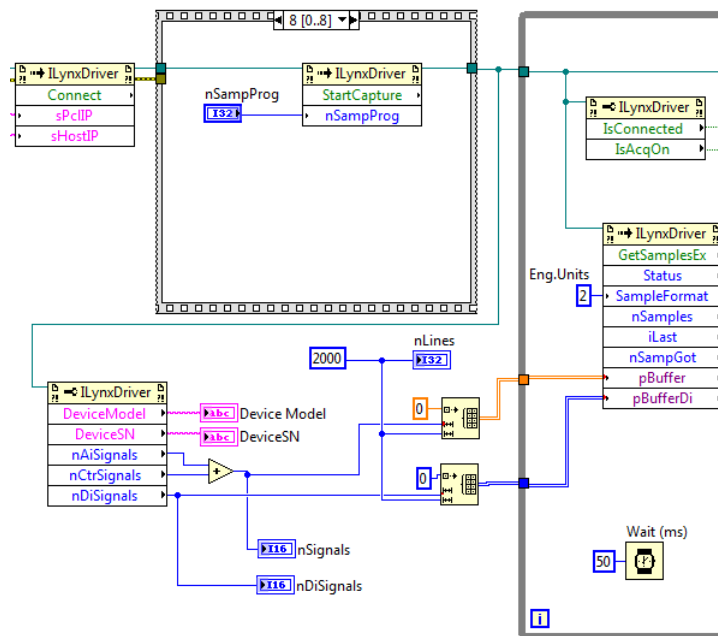 8 [0..8]
ILynxDriver
Connect
sPclIP
sHostIP
nSampProg
I32
ILynxDriver
StartCapture
nSampProg
ILynxDriver
IsConnected
IsAcqOn
ILynxDriver
GetSamplesEx
Status
SampleFormat
nSamples
iLast
nSampGot
pBuffer
pBufferDi
Eng.Units
2
nLines
2000
I32
ILynxDriver
DeviceModel
DeviceSN
nAiSignals
nCtrSignals
nDiSignals
abc Device Model
abc DeviceSN
+
0
0
I16 nSignals
I16 nDiSignals
Wait (ms)
50
i